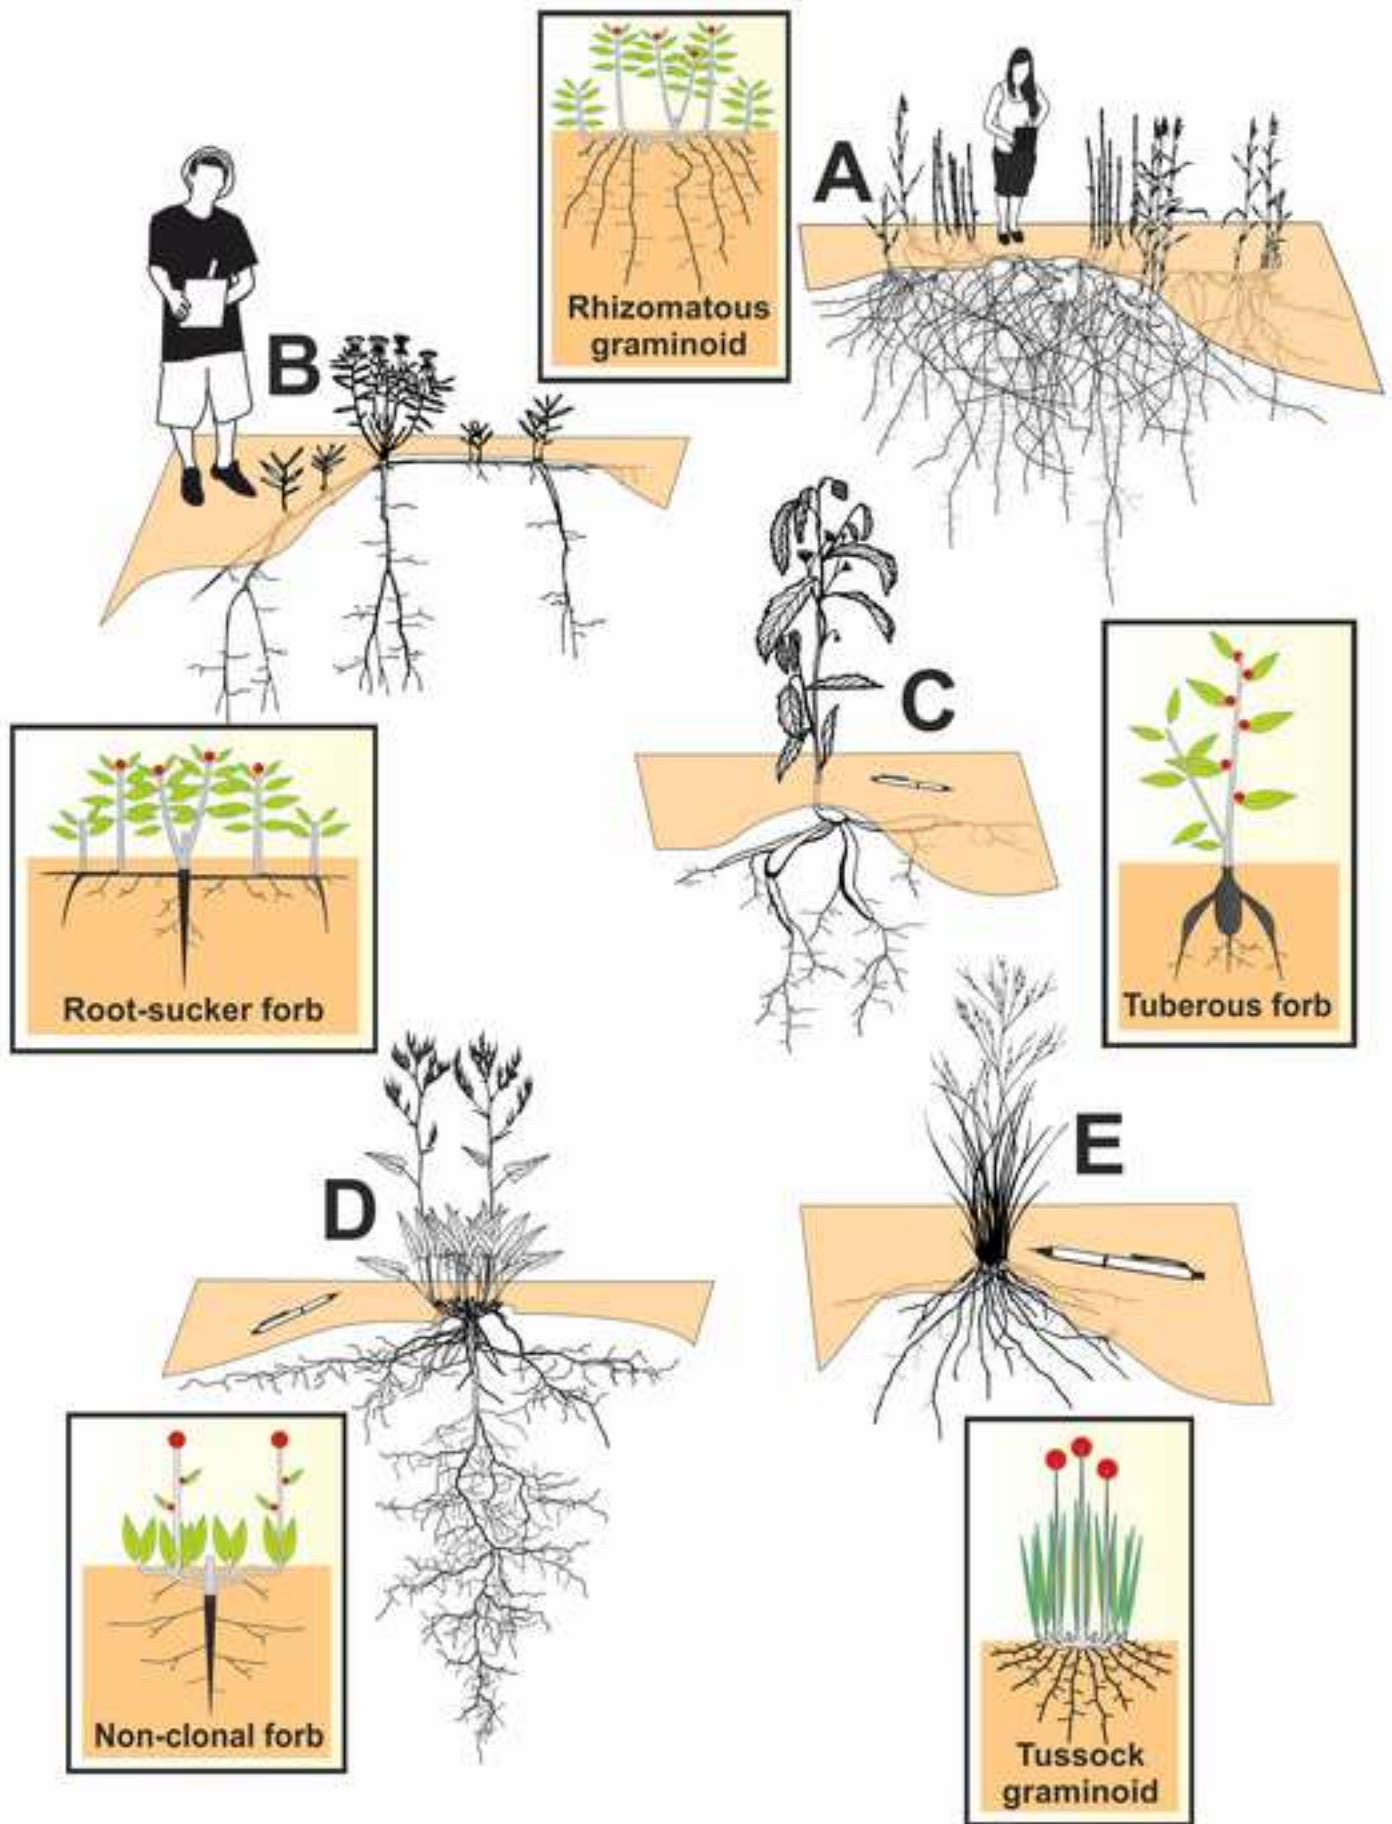 A
Rhizomatous
graminoid
B
C
Root-sucker forb
Tuberous forb
D
E
Non-clonal forb
Tussock
graminoid